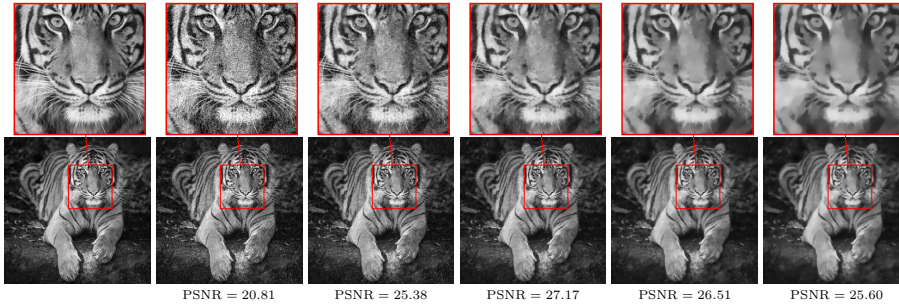 PSNR = 20.81
PSNR = 25.38
PSNR = 27.17
PSNR = 26.51
PSNR = 25.60